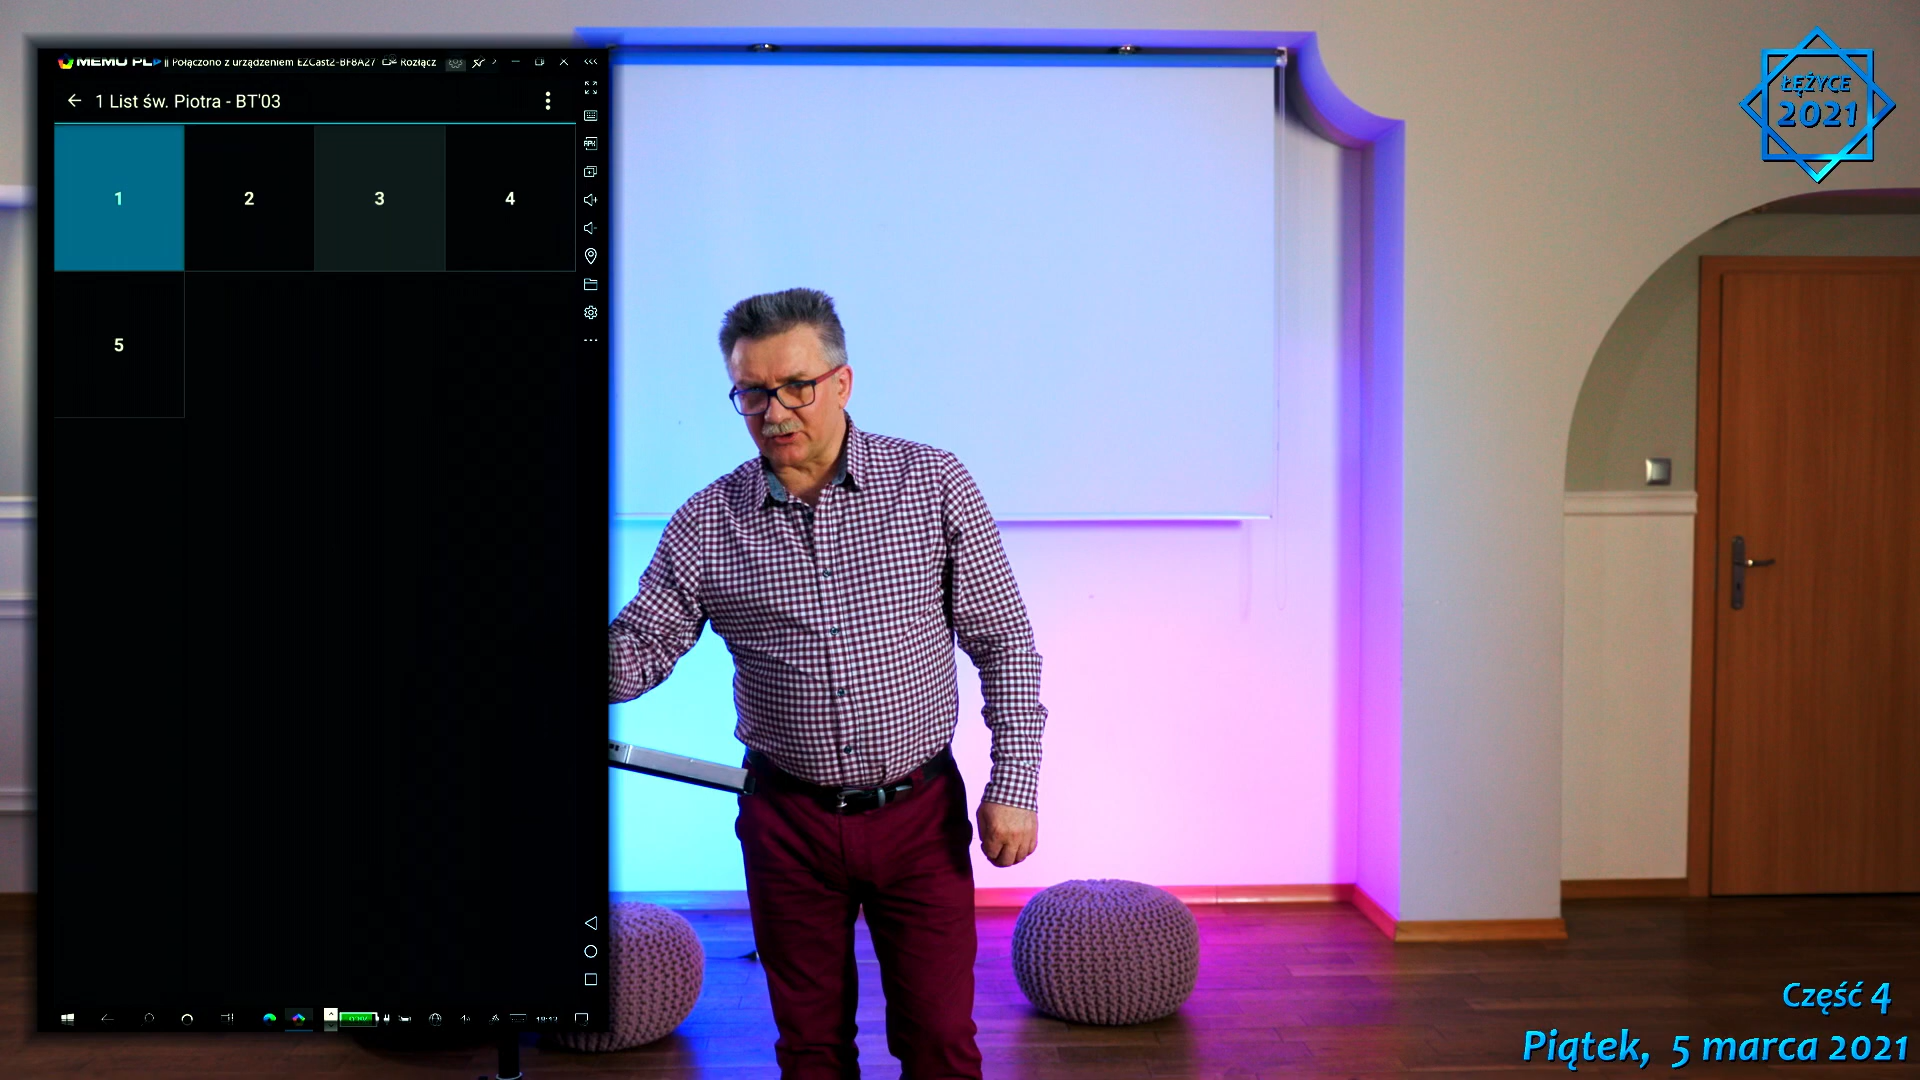 MEMU PL
Połączono z urządzeniem EZCast2-BF8A27
Rozłącz
1 List św. Piotra - BT'03
1
2
3
4
5
ŁĘŻYCE
2021
Część 4
Piątek, 5 marca 2021